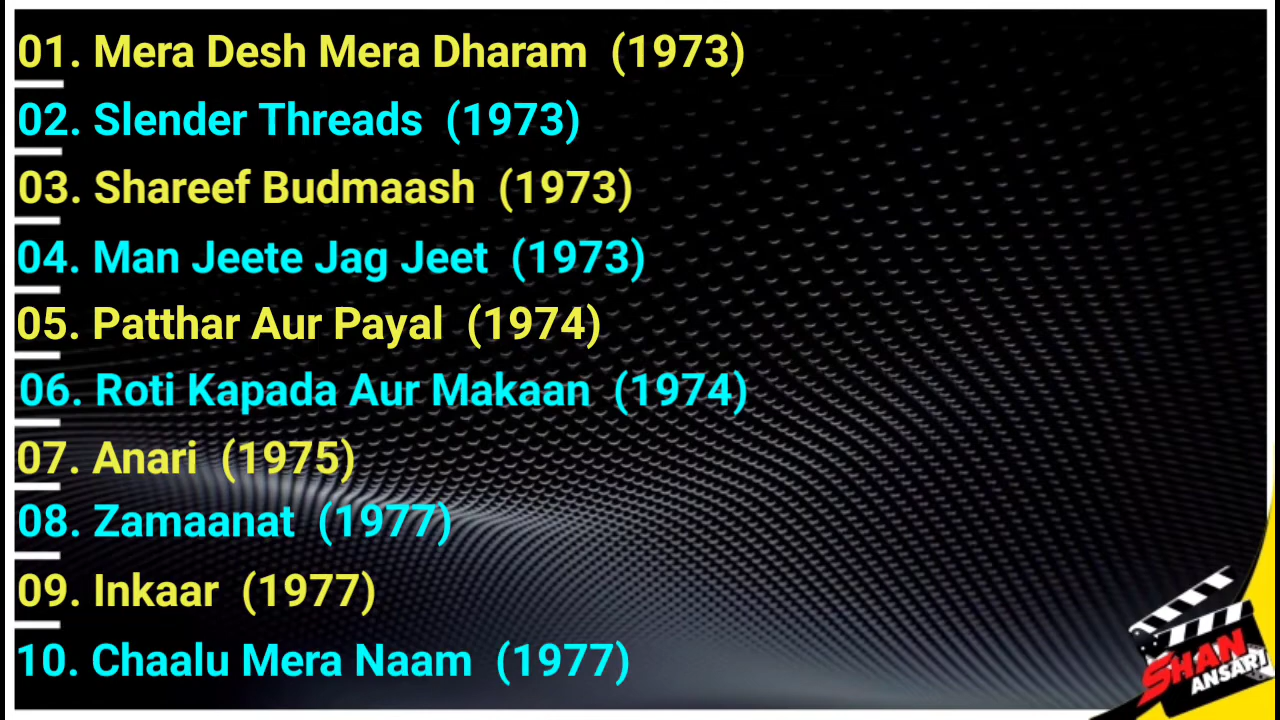 01. Mera Desh Mera Dharam (1973)
02. Slender Threads (1973)
03. Shareef Budmaash (1973)
04. Man Jeete Jag Jeet (1973)
05. Patthar Aur Payal (1974)
06. Roti Kapada Aur Makaan (1974)
07. Anari (1975)
08. Zamaanat (1977)
09. Inkaar (1977)
10. Chaalu Mera Naam (1977)
SHAN
ANSARI